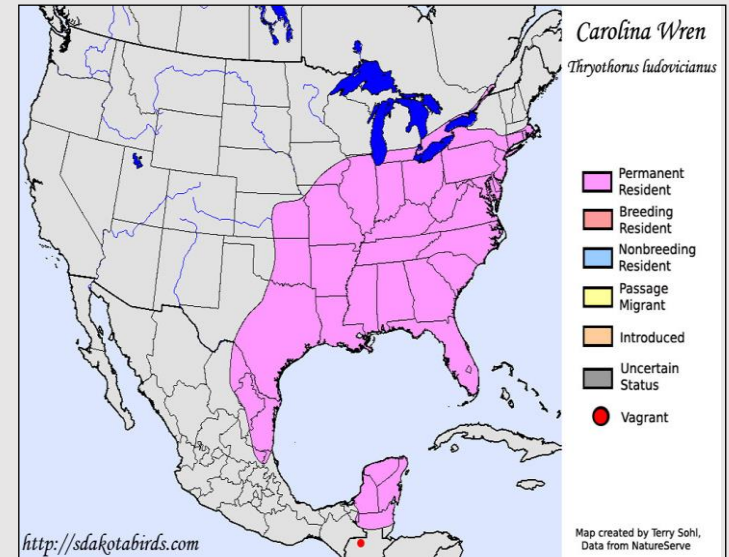 Carolina Wren
Thryothorus ludovicianus
Permanent
Resident
Breeding
Resident
Nonbreeding
Resident
Passage
Migrant
Introduced
Uncertain
Status
Vagrant
http://sdakotabirds.com
Map created by Terry Sohl,
Data from NatureServe